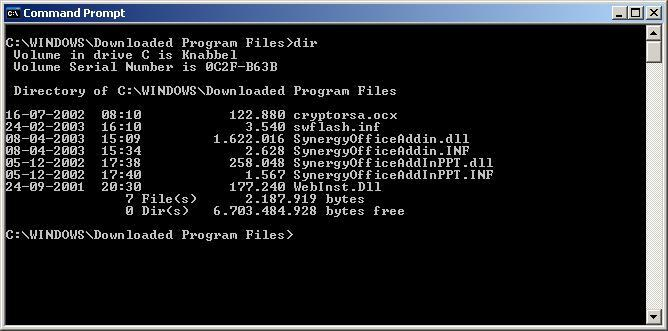 Command Prompt
C:\WINDOWS\Downloaded Program Files>dir
Volume in drive C is Knabbel
Volume Serial Number is 0C2F-B63B
Directory of C:\WINDOWS\Downloaded Program Files
16-07-2002  08:10           122.880 cryptorsa.ocx
24-02-2003  16:10             3.540 swflash.inf
08-04-2003  15:09         1.622.016 SynergyOfficeAddin.dll
08-04-2003  15:34             2.628 SynergyOfficeAddin.INF
05-12-2002  17:38           258.048 SynergyOfficeAddInPPT.dll
05-12-2002  17:40             1.567 SynergyOfficeAddInPPT.INF
24-09-2001  20:30           177.240 WebInst.Dll
7 File(s)      2.187.919 bytes
0 Dir(s)   6.703.484.928 bytes free
C:\WINDOWS\Downloaded Program Files>